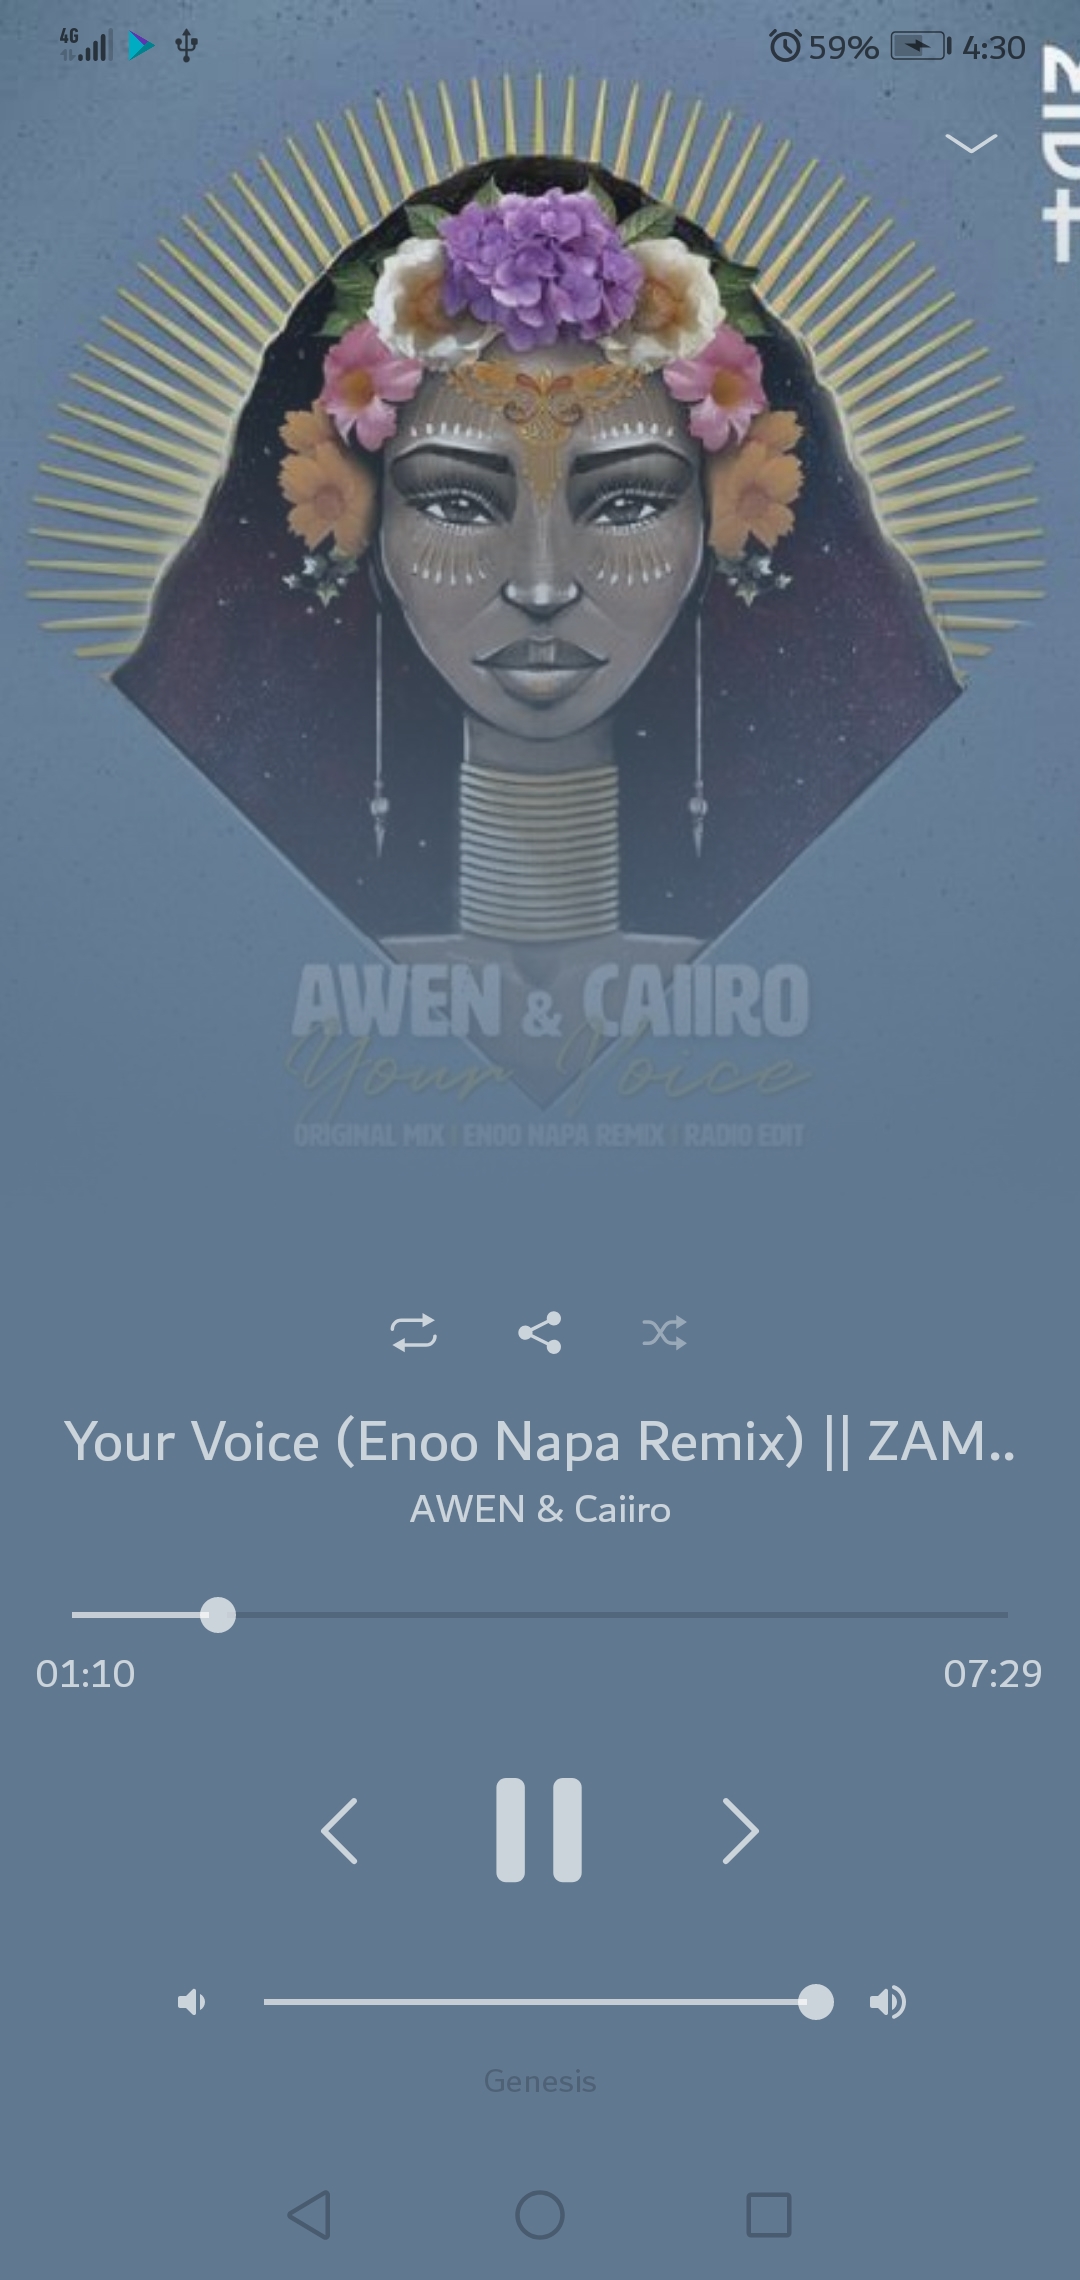 4G
59%
4:30
AWEN & CAIIRO
Your Voice
ORIGINAL MIX | ENOO NAPA REMIX | RADIO EDIT
Your Voice (Enoo Napa Remix) || ZAM..
AWEN & Caiiro
01:10
07:29
Genesis